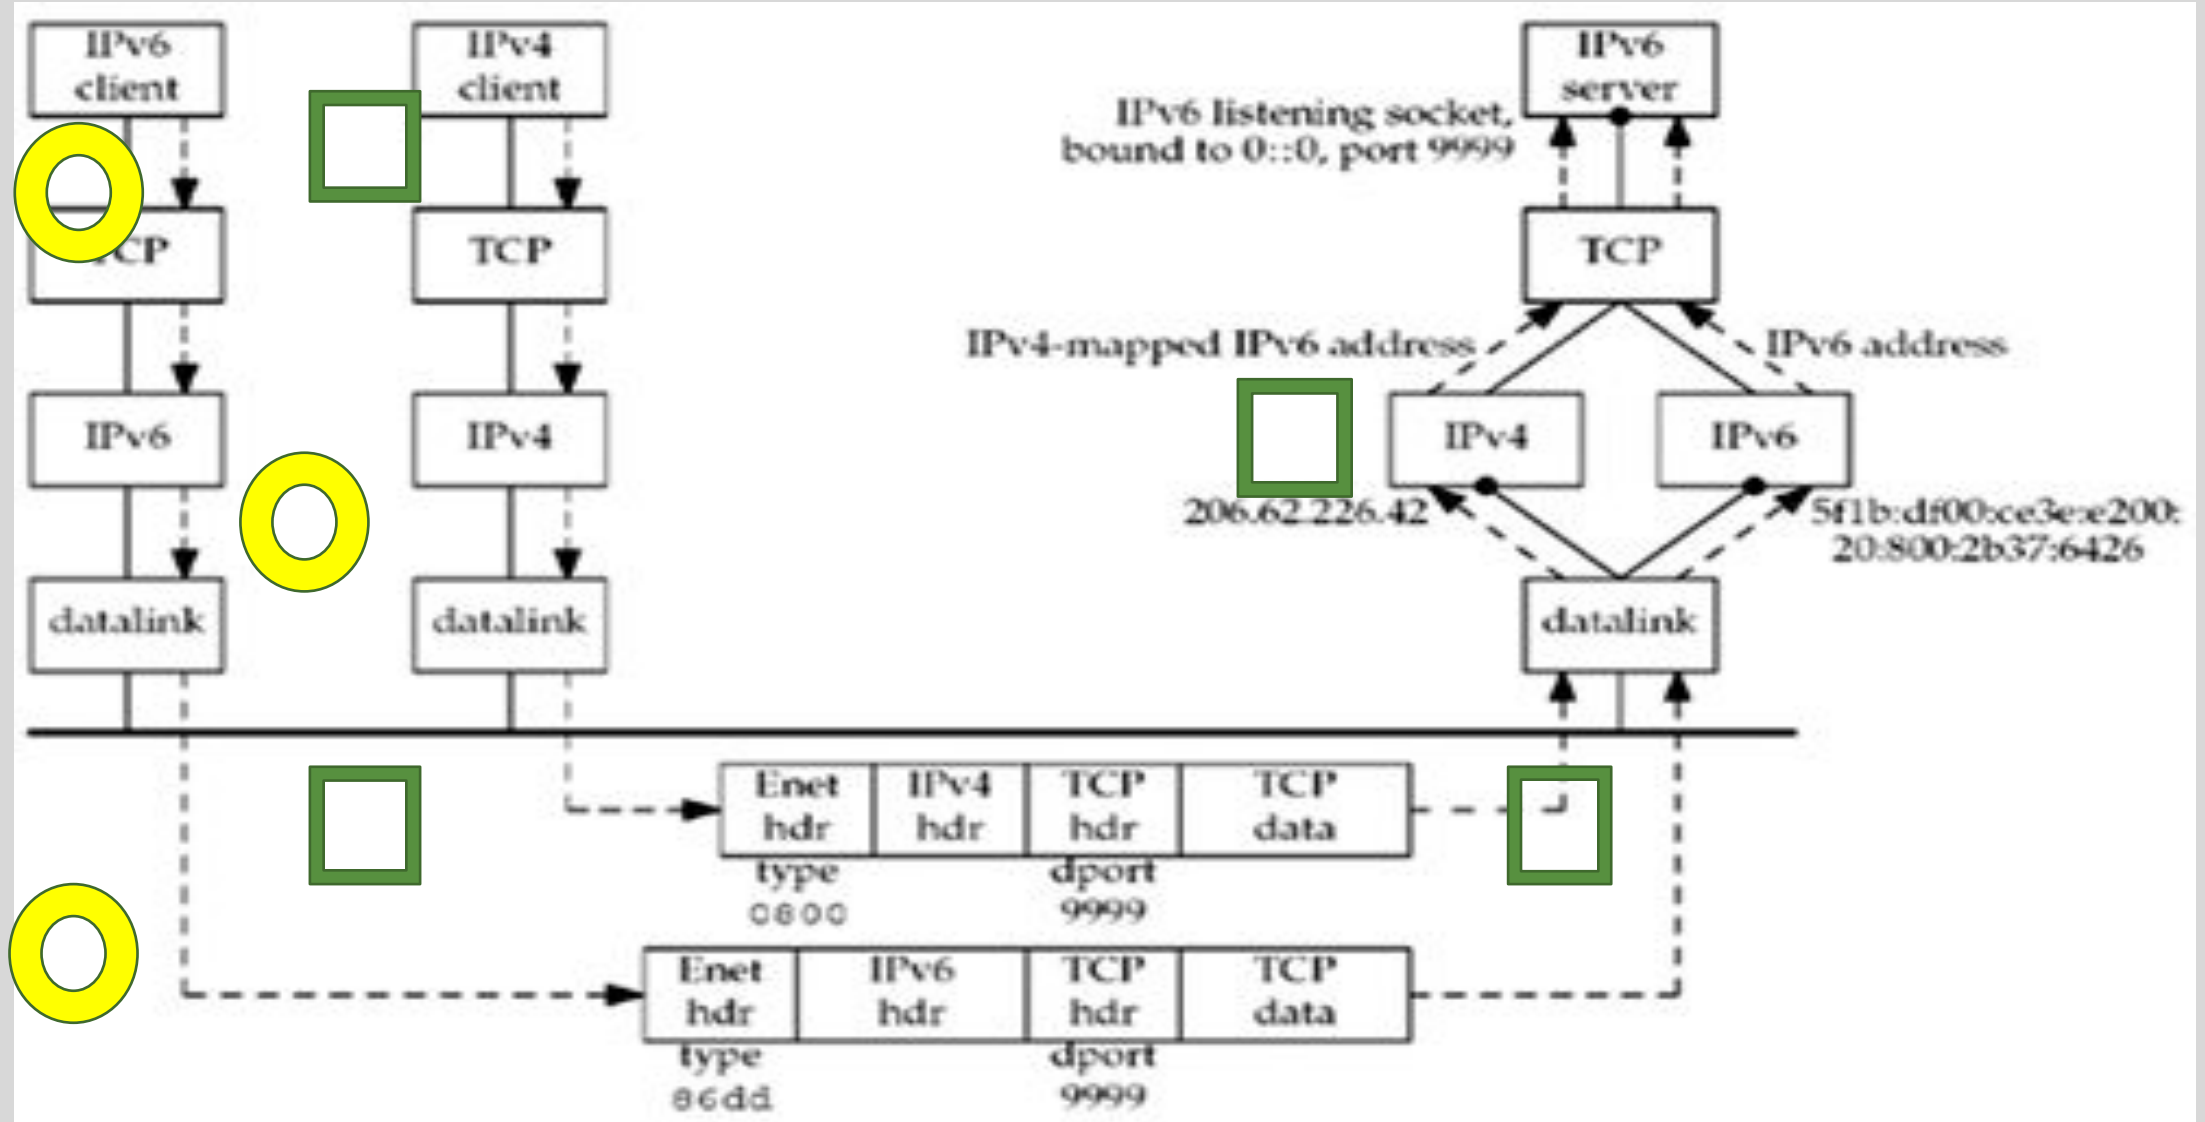 IPv6
client
IPv4
client
IPv6
server
IPv6 listening socket,
bound to 0::0, port 9999
TCP
TCP
IPv4-mapped IPv6 address
IPv6 address
IPv6
IPv4
IPv4
IPv6
206.62.226.42
5f1b:df00:ce3e:e200:
20:800:2b37:6426
datalink
datalink
datalink
Enet
hdr
IPv4
hdr
TCP
hdr
TCP
data
type
0800
dport
9999
Enet
hdr
IPv6
hdr
TCP
hdr
TCP
data
type
86dd
dport
9999